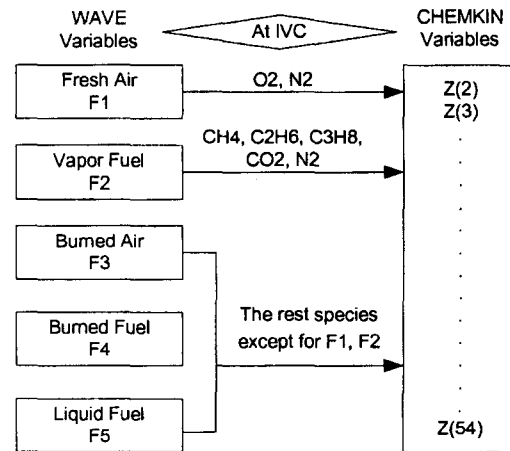 WAVE
Variables
At IVC
CHEMKIN
Variables
Fresh Air
F1
O2, N2
Z(2)
Z(3)
Vapor Fuel
F2
CH4, C2H6, C3H8,
CO2, N2
Burned Air
F3
Burned Fuel
F4
The rest species
except for F1, F2
Liquid Fuel
F5
Z(54)